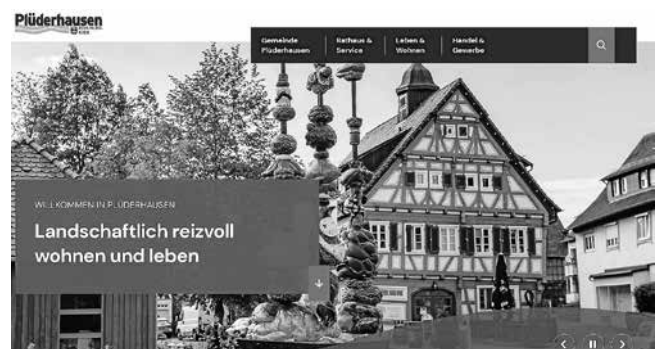 Plüderhausen
Gemeinde
Plüderhausen
Rathaus &
Service
Leben &
Wohnen
Handel &
Gewerbe
WILLKOMMEN IN PLÜDERHAUSEN
Landschaftlich reizvoll
wohnen und leben